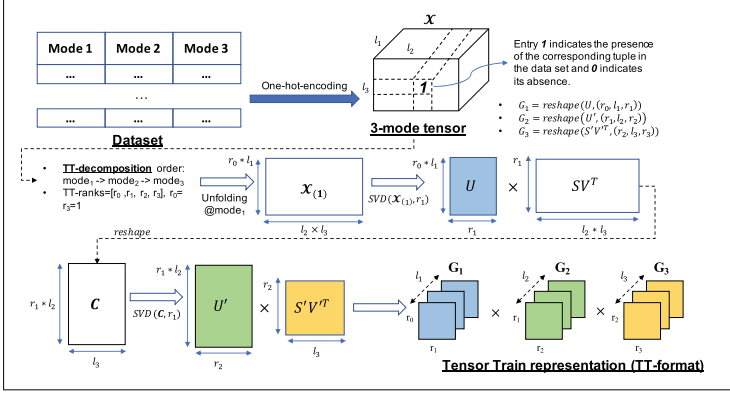 Mode 1 Mode 2 Mode 3
... ... ...
...
... ... ...
Dataset
One-hot-encoding
𝒳
l₁
l₂
l₃
1
3-mode tensor
Entry 1 indicates the presence
of the corresponding tuple in
the data set and 0 indicates
its absence.
• G₁ = reshape(U, (r₀, l₁, r₁))
• G₂ = reshape(U′, (r₁, l₂, r₂))
• G₃ = reshape(S′V′ᵀ, (r₂, l₃, r₃))
• TT-decomposition order:
mode₁ -> mode₂ -> mode₃
• TT-ranks=[r₀ ,r₁, r₂, r₃], r₀=
r₃=1
Unfolding
@mode₁
r₀ * l₁
𝒳₍₁₎
l₂ × l₃
SVD(𝒳₍₁₎, r₁)
r₀ * l₁
U
r₁
×
r₁
SVᵀ
l₂ * l₃
reshape
r₁ * l₂
C
l₃
SVD(C, r₁)
r₁ * l₂
U′
r₂
×
r₂
S′V′ᵀ
l₃
G₁
l₁
r₀
r₁
×
G₂
l₂
r₁
r₂
×
G₃
l₃
r₂
r₃
Tensor Train representation (TT-format)